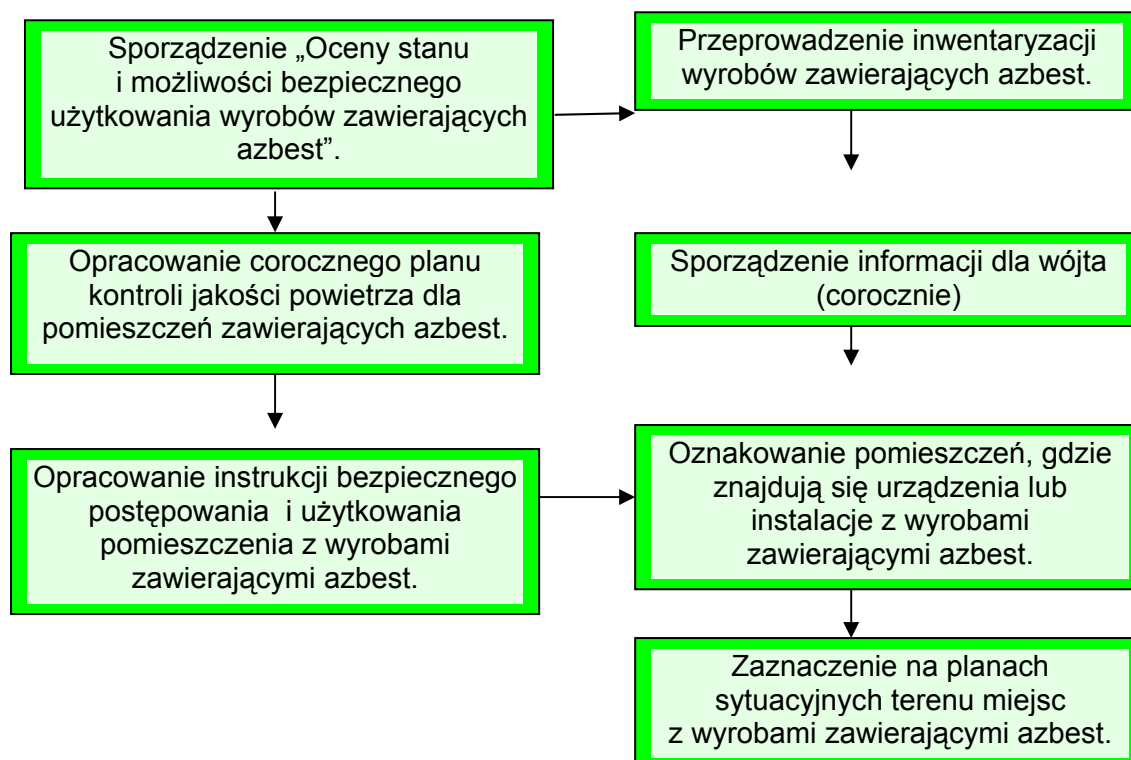 Sporządzenie „Oceny stanu
i możliwości bezpiecznego
użytkowania wyrobów zawierających
azbest”.
Przeprowadzenie inwentaryzacji
wyrobów zawierających azbest.
Opracowanie corocznego planu
kontroli jakości powietrza dla
pomieszczeń zawierających azbest.
Sporządzenie informacji dla wójta
(corocznie)
Opracowanie instrukcji bezpiecznego
postępowania i użytkowania
pomieszczenia z wyrobami
zawierającymi azbest.
Oznakowanie pomieszczeń, gdzie
znajdują się urządzenia lub
instalacje z wyrobami
zawierającymi azbest.
Zaznaczenie na planach
sytuacyjnych terenu miejsc
z wyrobami zawierającymi azbest.